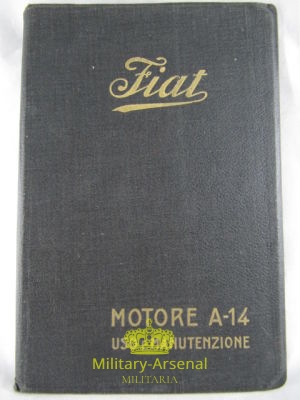 Fiat
MOTORE A-14
USO E MANUTENZIONE
Military-Arsenal
MILITARIA